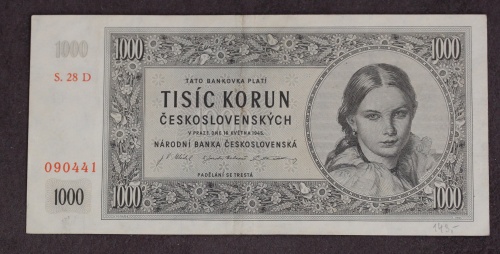 1000
1000
1000
S. 28 D
TATO BANKOVKA PLATÍ
TISÍC KORUN
ČESKOSLOVENSKÝCH
V PRAZE DNE 16. KVĚTNA 1945.
NÁRODNÍ BANKA ČESKOSLOVENSKÁ
090441
PADĚLÁNÍ SE TRESTÁ
1000
1000
1000
145,-